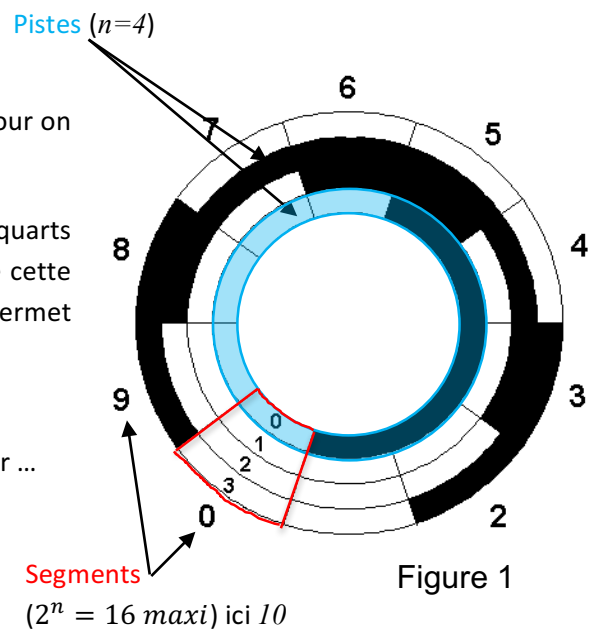 Pistes (n=4)
our on
quarts
cette
ermet
r ...
6
7
5
8
4
9
3
0
1
2
3
0
2
Segments
(2ⁿ = 16 maxi) ici 10
Figure 1